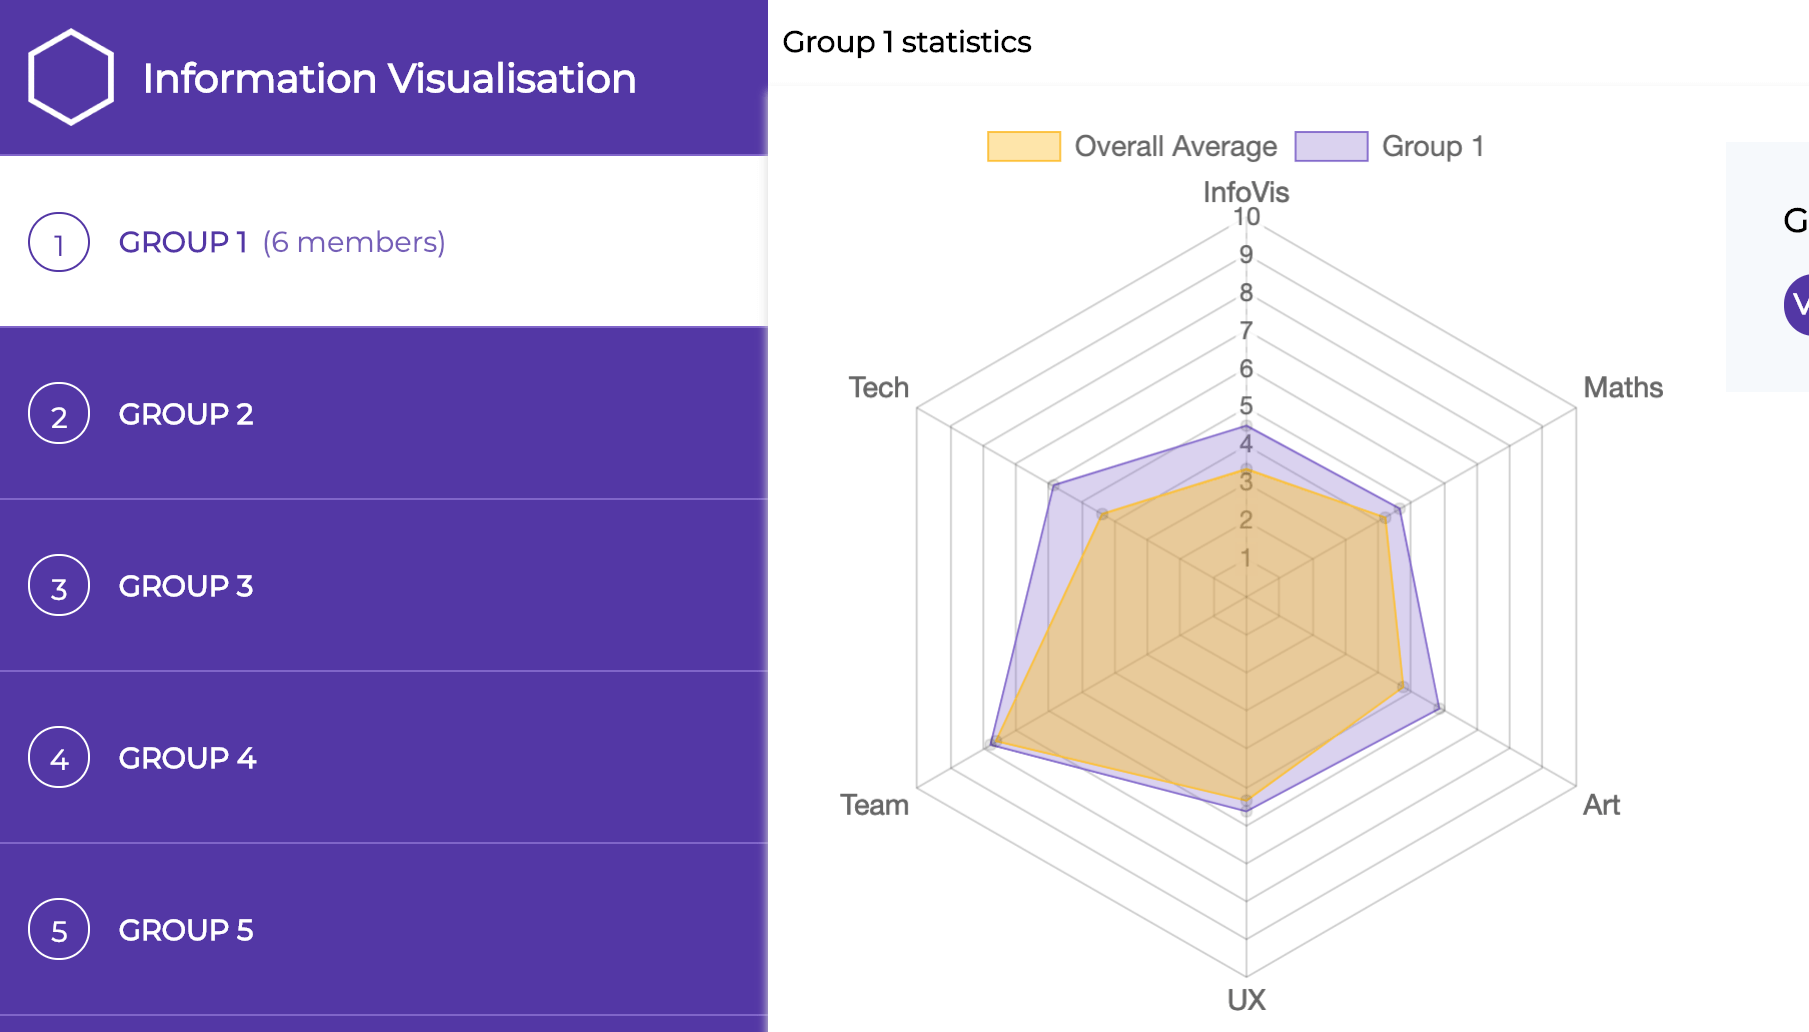 Information Visualisation
1 GROUP 1 (6 members)
2 GROUP 2
3 GROUP 3
4 GROUP 4
5 GROUP 5
Group 1 statistics
Overall Average Group 1
InfoVis
10
9
8
7
6
5
4
3
2
1
Tech
Maths
Team
Art
UX
G
V